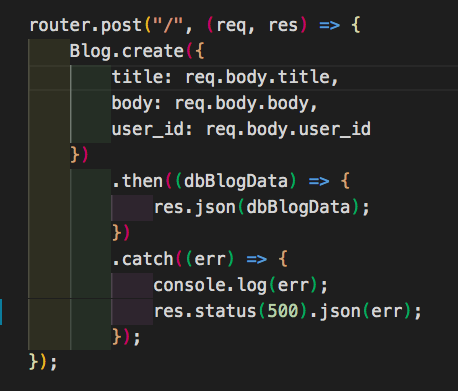 router.post("/", (req, res) => {
    Blog.create({
        title: req.body.title,
        body: req.body.body,
        user_id: req.body.user_id
    })
        .then((dbBlogData) => {
            res.json(dbBlogData);
        })
        .catch((err) => {
            console.log(err);
            res.status(500).json(err);
        });
});